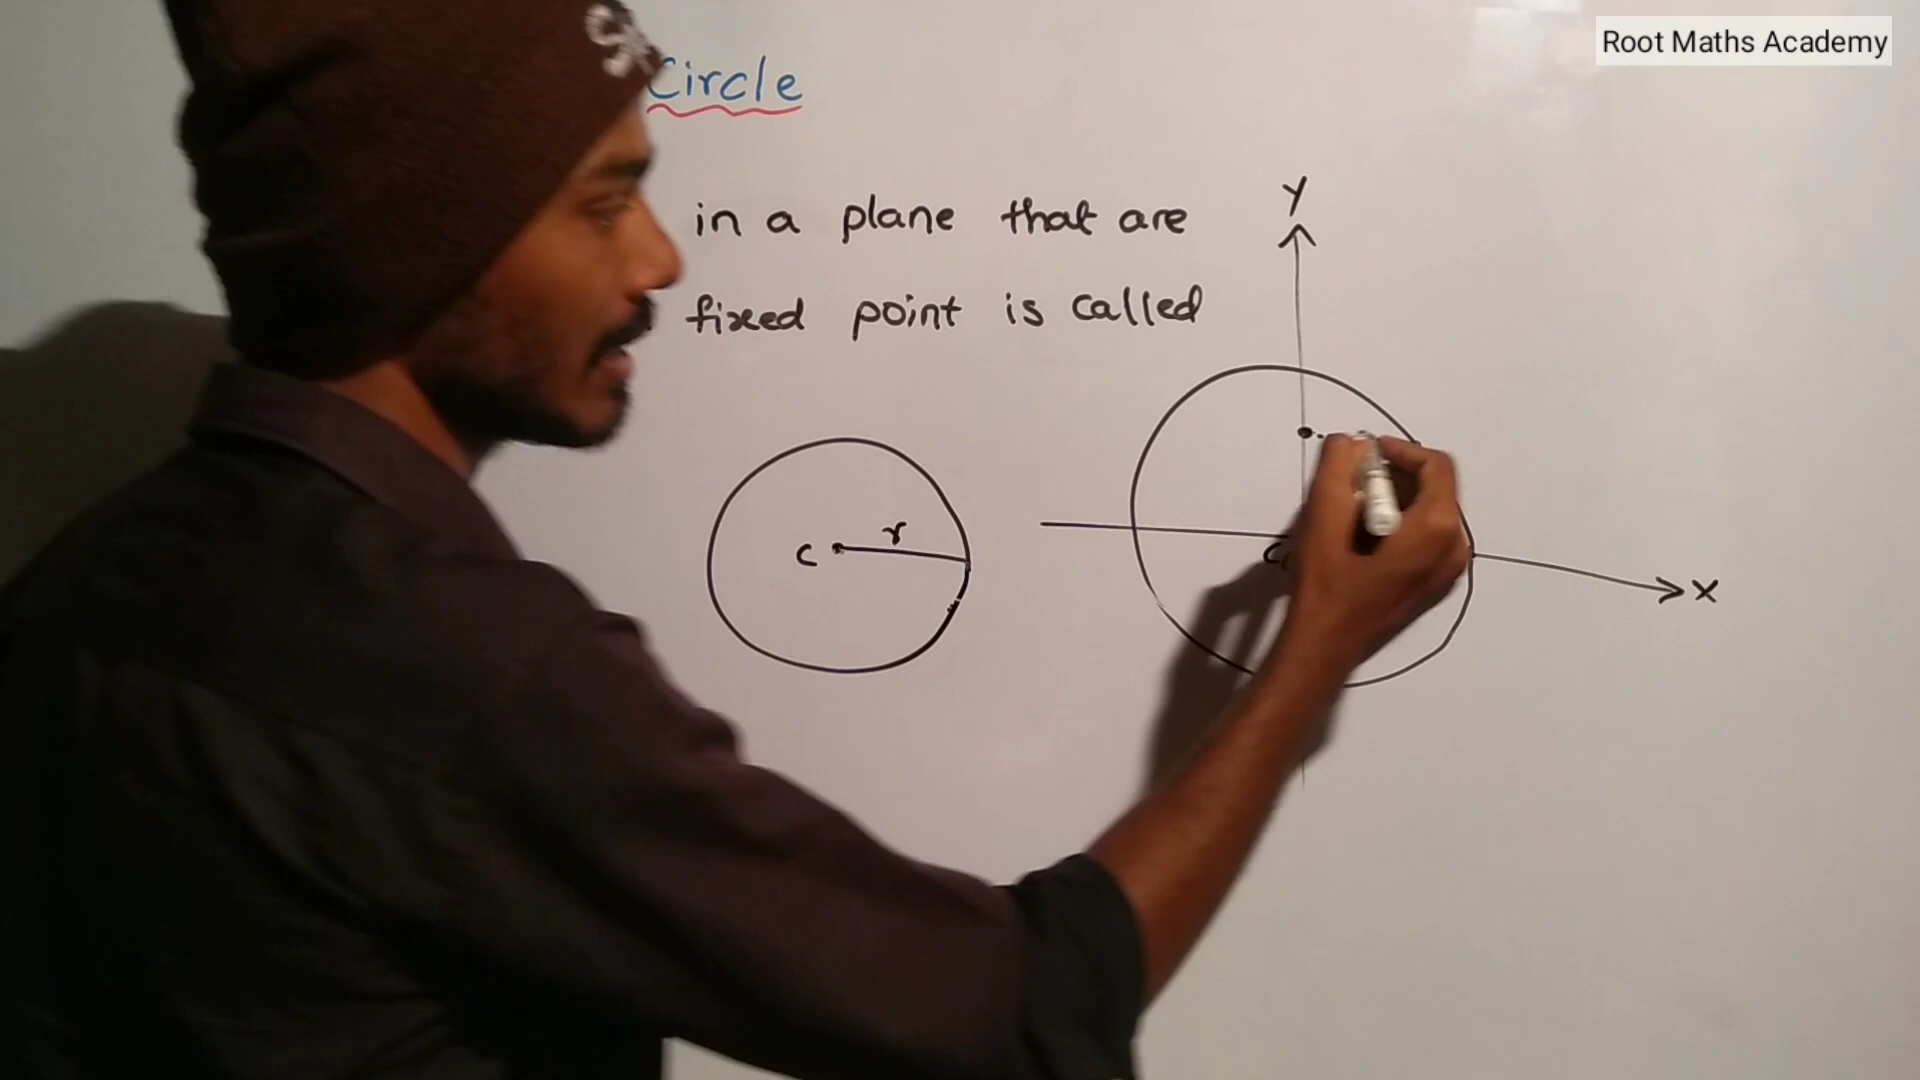 Root Maths Academy
Circle
in a plane that are
fixed point is called
Y
C r
X